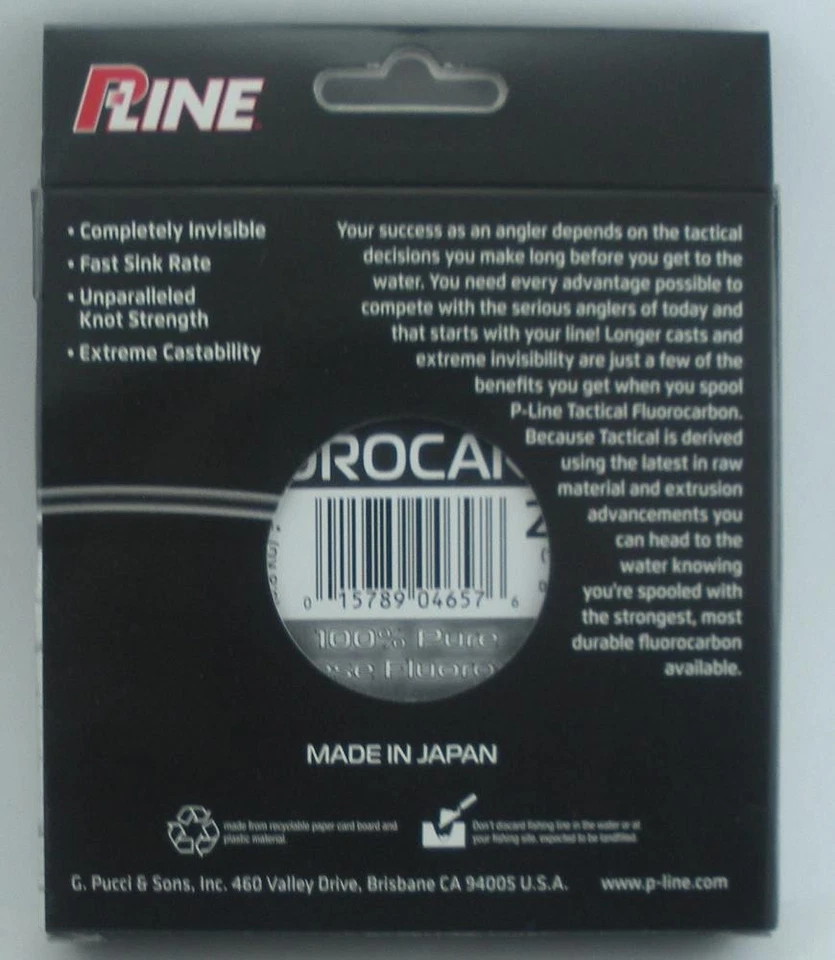 P-LINE
• Completely Invisible
• Fast Sink Rate
• Unparalleled
Knot Strength
• Extreme Castability
Your success as an angler depends on the tactical
decisions you make long before you get to the
water. You need every advantage possible to
compete with the serious anglers of today and
that starts with your line! Longer casts and
extreme invisibility are just a few of the
benefits you get when you spool
P-Line Tactical Fluorocarbon.
Because Tactical is derived
using the latest in raw
material and extrusion
advancements you
can head to the
water knowing
you're spooled with
the strongest, most
durable fluorocarbon
available.
UROCAR
0 15789 04657 6
100% Pure
se Fluoro
MADE IN JAPAN
made from recyclable paper card board and
plastic material.
Don't discard fishing line in the water or at
your fishing site, expected to be landfilled.
G. Pucci & Sons, Inc. 460 Valley Drive, Brisbane CA 94005 U.S.A.
www.p-line.com